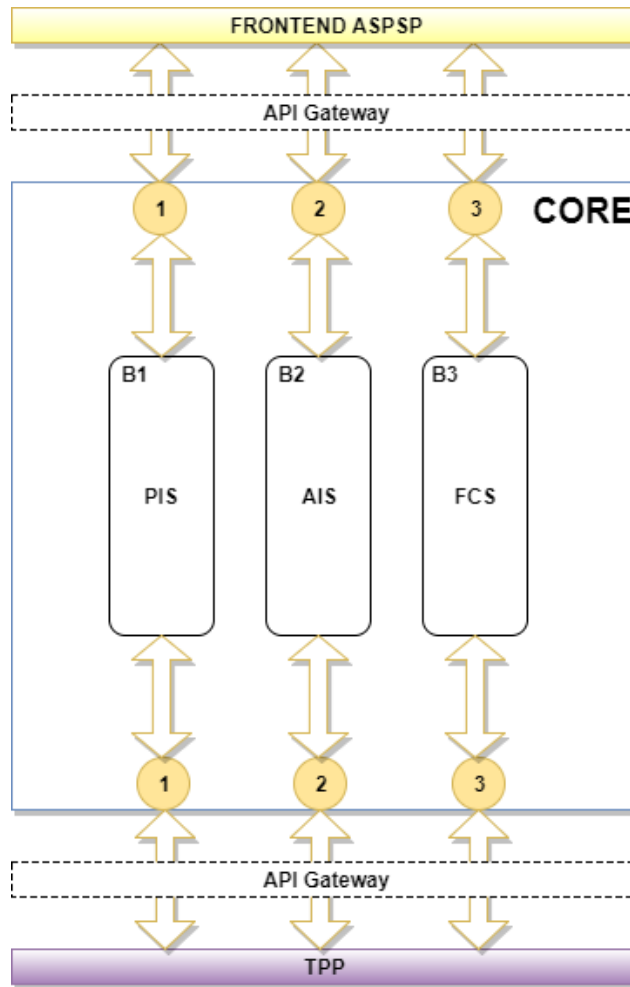 FRONTEND ASPSP
API Gateway
1
2
3
CORE
B1
B2
B3
PIS
AIS
FCS
1
2
3
API Gateway
TPP